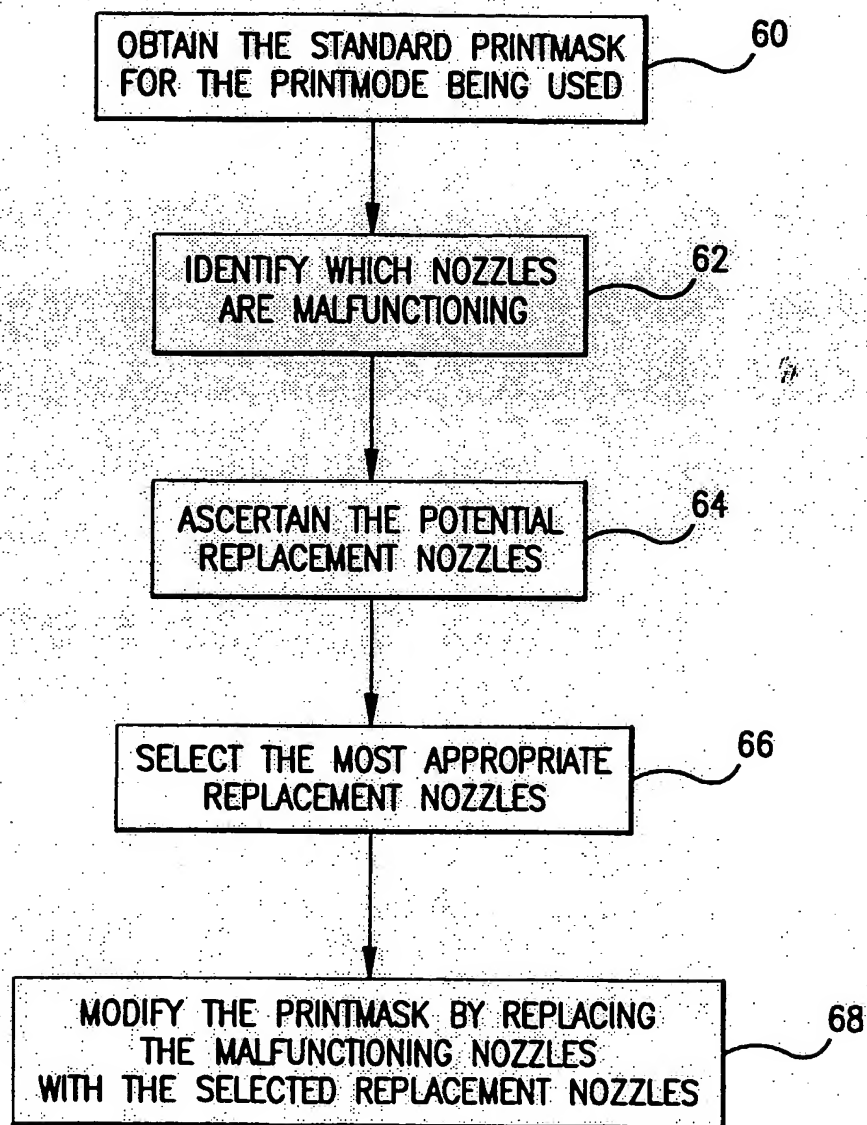 OBTAIN THE STANDARD PRINTMASK
FOR THE PRINTMODE BEING USED
60
IDENTIFY WHICH NOZZLES
ARE MALFUNCTIONING
62
ASCERTAIN THE POTENTIAL
REPLACEMENT NOZZLES
64
SELECT THE MOST APPROPRIATE
REPLACEMENT NOZZLES
66
MODIFY THE PRINTMASK BY REPLACING
THE MALFUNCTIONING NOZZLES
WITH THE SELECTED REPLACEMENT NOZZLES
68